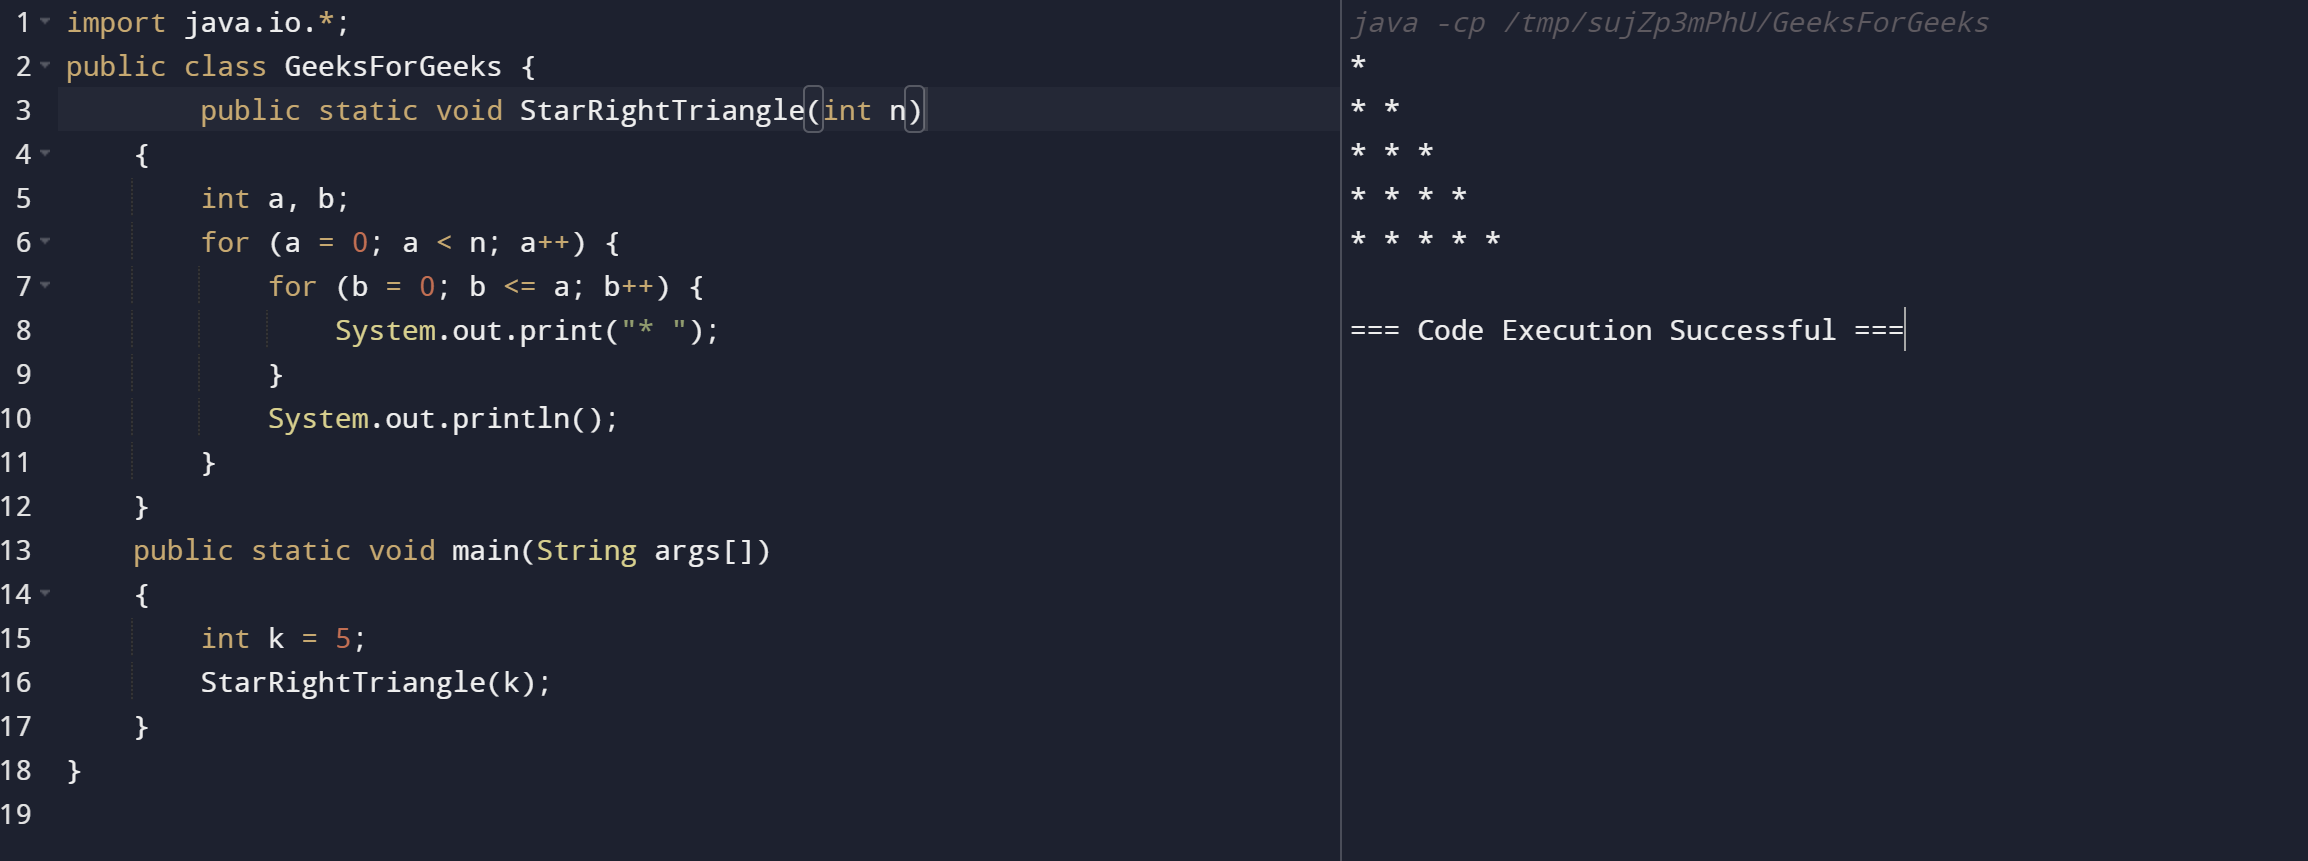 1 import java.io.*;
2 public class GeeksForGeeks {
3         public static void StarRightTriangle(int n)
4     {
5         int a, b;
6         for (a = 0; a < n; a++) {
7             for (b = 0; b <= a; b++) {
8                 System.out.print("* ");
9             }
10             System.out.println();
11         }
12     }
13     public static void main(String args[])
14     {
15         int k = 5;
16         StarRightTriangle(k);
17     }
18 }
19
java -cp /tmp/sujZp3mPhU/GeeksForGeeks
*
* *
* * *
* * * *
* * * * *
=== Code Execution Successful ===